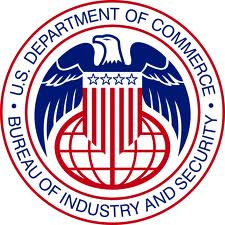 U.S. DEPARTMENT OF COMMERCE
BUREAU OF INDUSTRY AND SECURITY